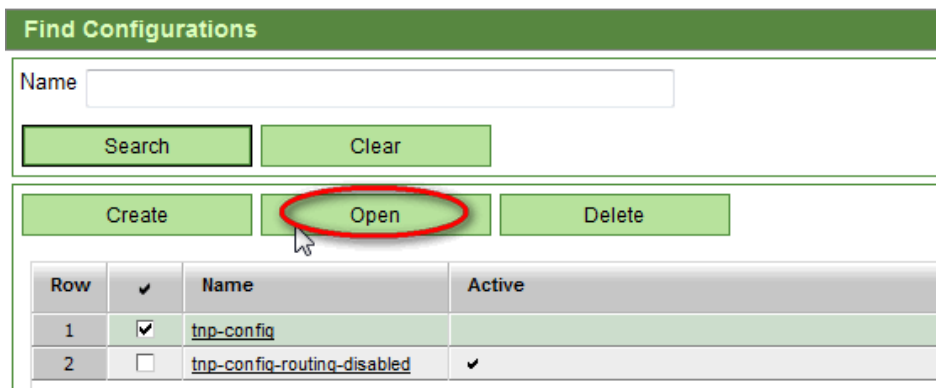 Find Configurations
Name
Search Clear
Create Open Delete
Row ✔ Name Active
1 tnp-config
2 tnp-config-routing-disabled ✔